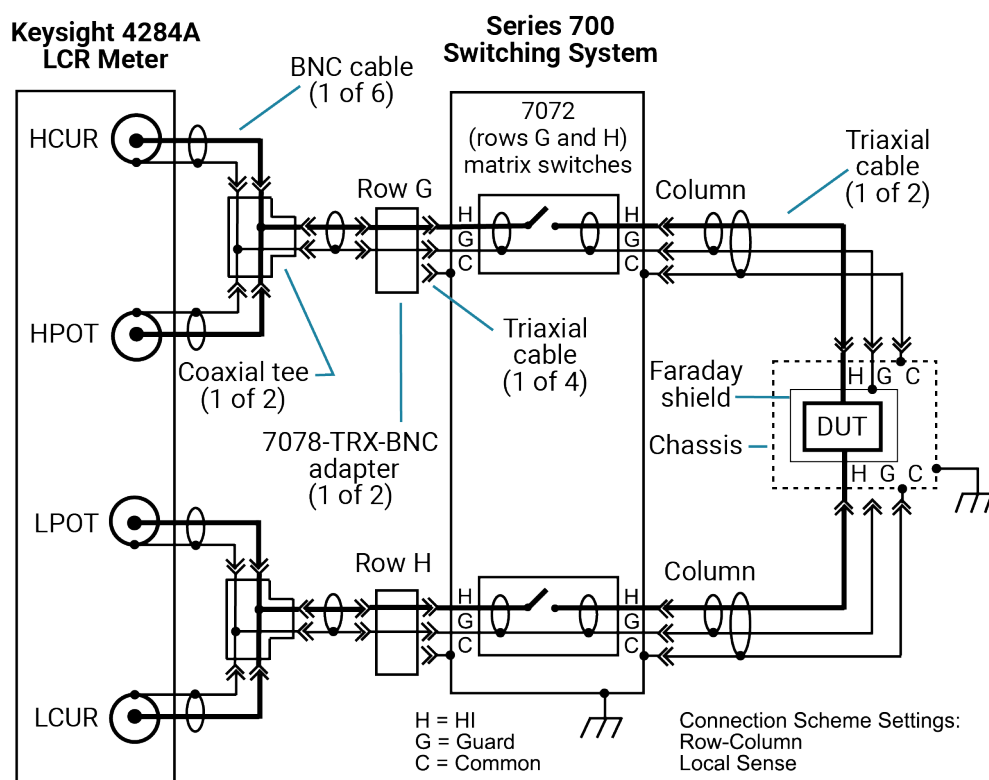 Keysight 4284A
LCR Meter
Series 700
Switching System
BNC cable
(1 of 6)
HCUR
7072
(rows G and H)
matrix switches
Triaxial
cable
(1 of 2)
Row G
Column
H
G
C
H
G
C
HPOT
Coaxial tee
(1 of 2)
Triaxial
cable
(1 of 4)
7078-TRX-BNC
adapter
(1 of 2)
Faraday
shield
Chassis
H G C
DUT
H G C
LPOT
Row H
Column
H
G
C
H
G
C
LCUR
H = HI
G = Guard
C = Common
Connection Scheme Settings:
Row-Column
Local Sense